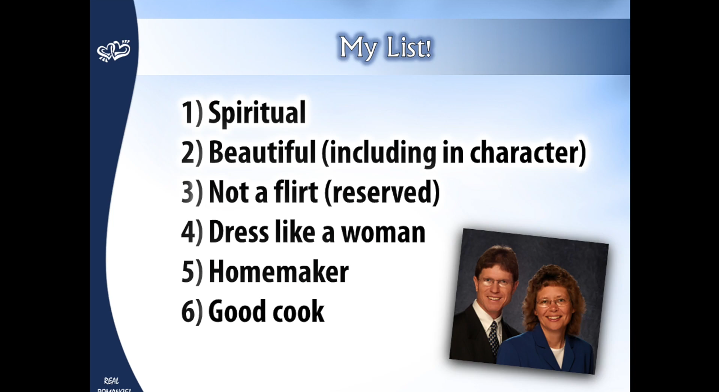 My List!
1) Spiritual
2) Beautiful (including in character)
3) Not a flirt (reserved)
4) Dress like a woman
5) Homemaker
6) Good cook
REAL
ROMANCE!